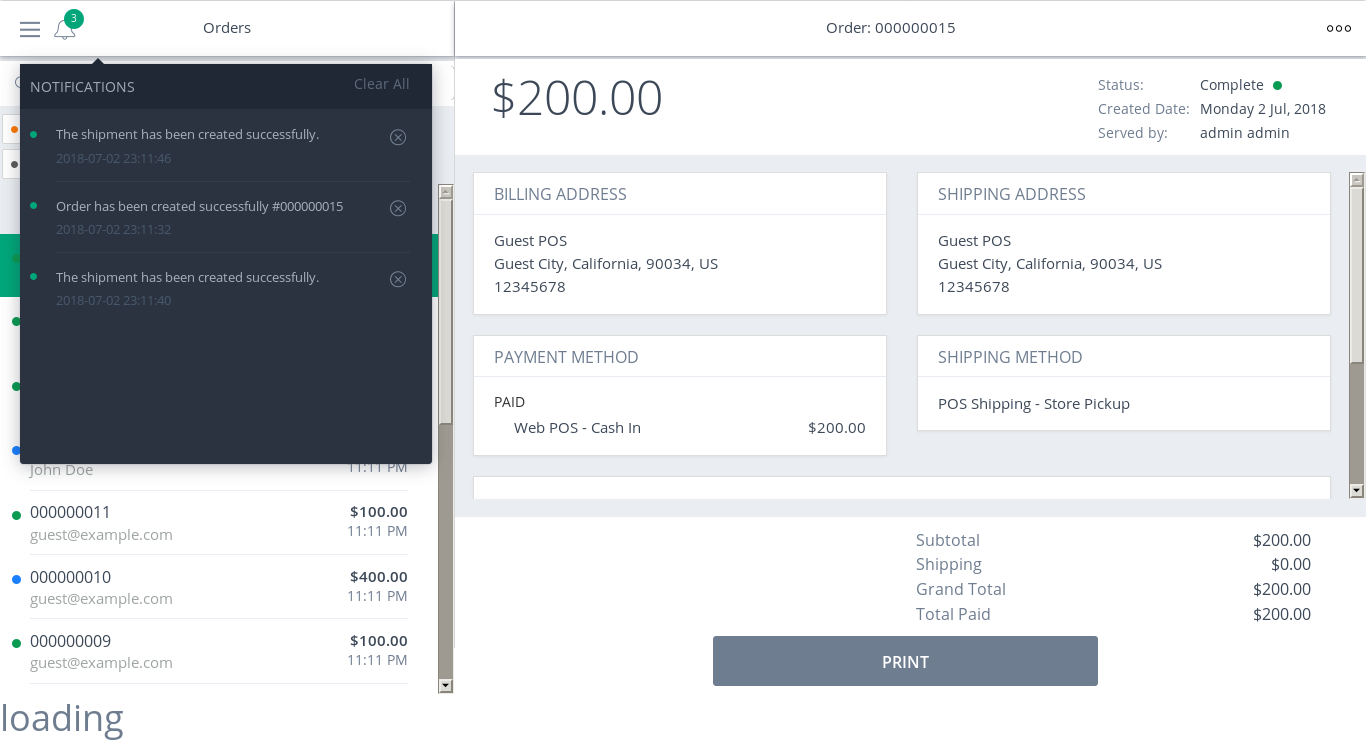 3
Orders
NOTIFICATIONS
Clear All
The shipment has been created successfully.
2018-07-02 23:11:46
Order has been created successfully #000000015
2018-07-02 23:11:32
The shipment has been created successfully.
2018-07-02 23:11:40
John Doe
11:11 PM
000000011
$100.00
guest@example.com
11:11 PM
000000010
$400.00
guest@example.com
11:11 PM
000000009
$100.00
guest@example.com
11:11 PM
loading
Order: 000000015
$200.00
Status: Complete
Created Date: Monday 2 Jul, 2018
Served by: admin admin
BILLING ADDRESS
Guest POS
Guest City, California, 90034, US
12345678
SHIPPING ADDRESS
Guest POS
Guest City, California, 90034, US
12345678
PAYMENT METHOD
PAID
Web POS - Cash In $200.00
SHIPPING METHOD
POS Shipping - Store Pickup
Subtotal $200.00
Shipping $0.00
Grand Total $200.00
Total Paid $200.00
PRINT